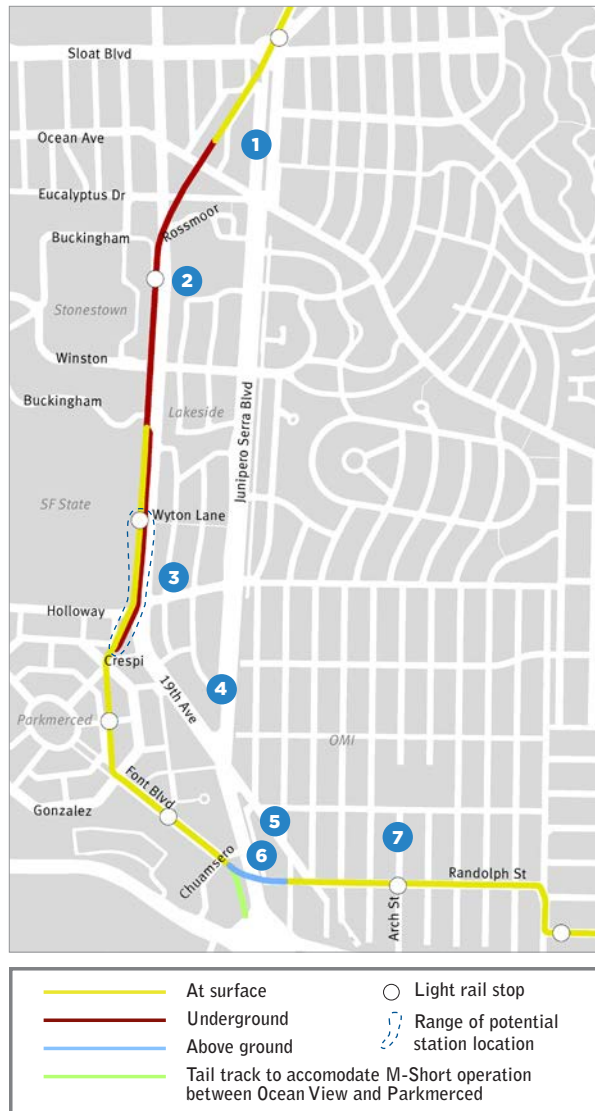 Sloat Blvd
Ocean Ave
1
Eucalyptus Dr
Rossmoor
Buckingham
2
Stonestown
Winston
Buckingham
Lakeside
Junipero Serra Blvd
SF State
Wyton Lane
3
Holloway
Crespi
4
19th Ave
Parkmerced
OMI
Font Blvd
Gonzalez
5
7
6
Chuamsero
Randolph St
Arch St
At surface
Underground
Above ground
Tail track to accomodate M-Short operation
between Ocean View and Parkmerced
Light rail stop
Range of potential
station location